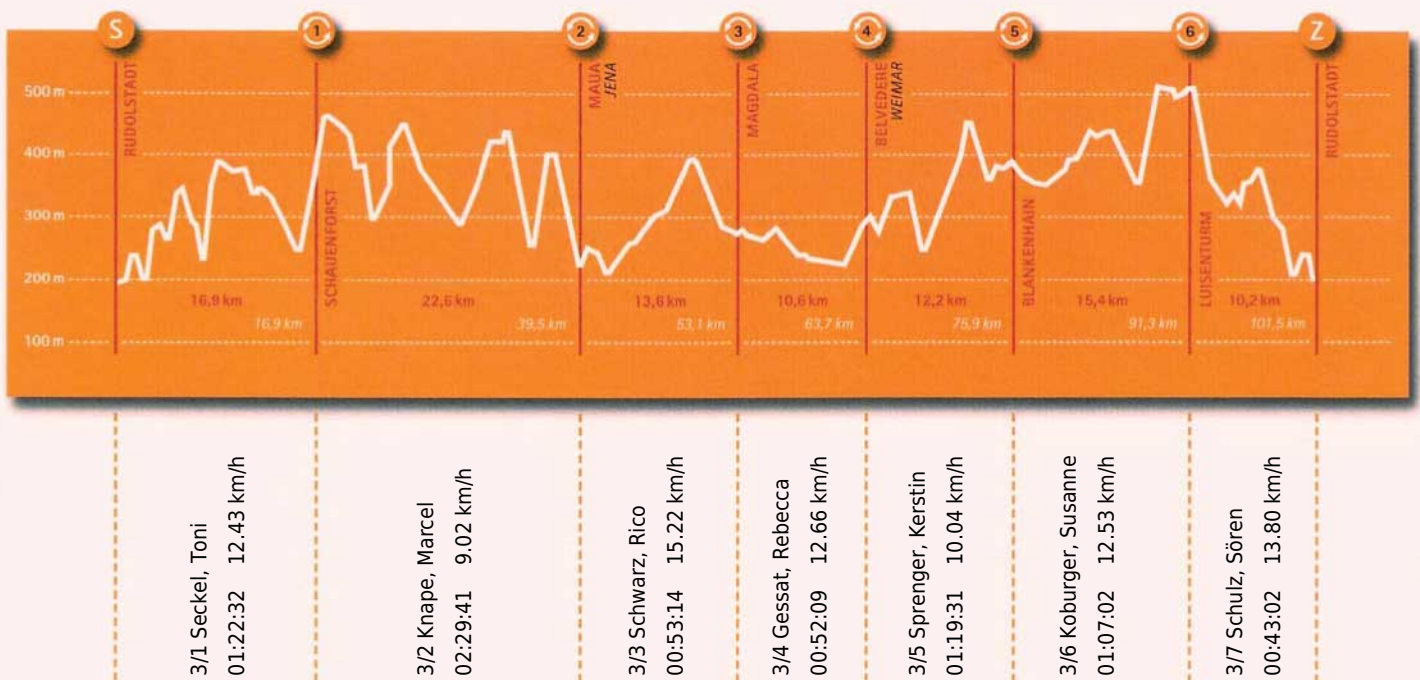 S
1
2
3
4
5
6
Z
500 m
400 m
300 m
200 m
100 m
RUDOLSTADT
SCHAUENFORST
MAUA
JENA
MAGDALA
BELVEDERE
WEIMAR
BLANKENHAIN
LUISENTURM
RUDOLSTADT
16,9 km
22,6 km
13,6 km
10,6 km
12,2 km
15,4 km
10,2 km
16,9 km
39,5 km
53,1 km
63,7 km
75,9 km
91,3 km
101,5 km
3/1 Seckel, Toni
01:22:32 12.43 km/h
3/2 Knape, Marcel
02:29:41 9.02 km/h
3/3 Schwarz, Rico
00:53:14 15.22 km/h
3/4 Gessat, Rebecca
00:52:09 12.66 km/h
3/5 Sprenger, Kerstin
01:19:31 10.04 km/h
3/6 Koburger, Susanne
01:07:02 12.53 km/h
3/7 Schulz, Sören
00:43:02 13.80 km/h